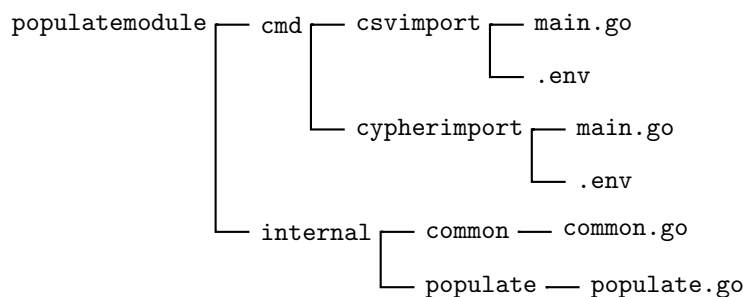 populatemodule cmd csvimport main.go
.env
cypherimport main.go
.env
internal common common.go
populate populate.go